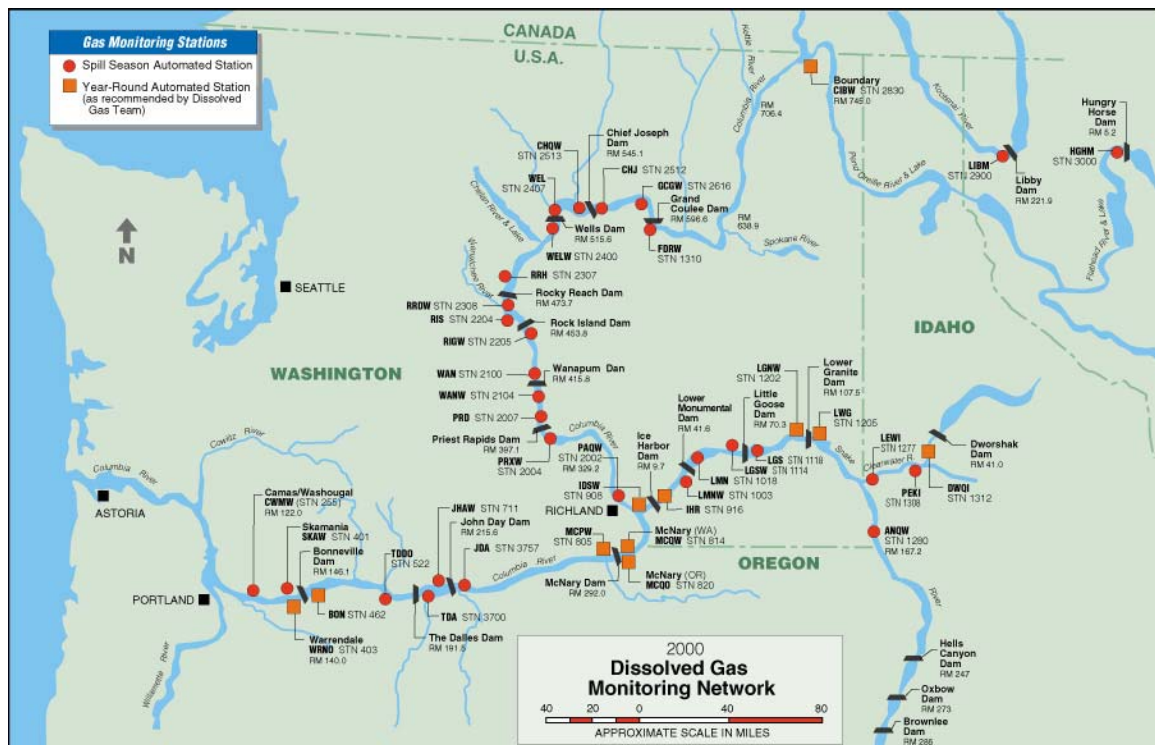 CANADA
U.S.A.
Gas Monitoring Stations
Spill Season Automated Station
Year-Round Automated Station
(as recommended by Dissolved
Gas Team)
Kettle River
Columbia River
RM
706.4
Boundary
CIBW STN 2830
RM 745.0
Kootenai River
Hungry
Horse
Dam
RM 5.2
HGHM
STN 3000
LIBM
STN 2900
Libby
Dam
RM 221.9
Pend Oreille River & Lake
Flathead River & Lake
CHQW
STN 2513
Chief Joseph
Dam
RM 545.1
CHJ STN 2512
WEL
STN 2407
GCGW STN 2616
Grand
Coulee Dam
RM 596.6
Chelan River & Lake
Wells Dam
RM 515.6
RM
638.9
Spokane River
FDRW
STN 1310
WELW STN 2400
Wenatchee River
N
RRH STN 2307
SEATTLE
Rocky Reach Dam
RM 473.7
RRDW STN 2308
RIS STN 2204
Rock Island Dam
RM 453.8
RIGW
STN 2205
IDAHO
WASHINGTON
WAN STN 2100
Wanapum Dan
RM 415.8
WANW STN 2104
PRD STN 2007
Priest Rapids Dam
RM 397.1
PRXW
STN 2004
Columbia River
LGNW
STN 1202
Lower
Granite
Dam
RM 107.5
Little
Goose
Dam
RM 70.3
Lower
Monumental
Dam
RM 41.6
LWG
STN 1205
Ice
Harbor
Dam
RM 9.7
PAQW
STN 2002
RM 329.2
LGS STN 1118
LGSW STN 1114
LMN STN 1018
LMNW STN 1003
IHR STN 916
IDSW
STN 908
RICHLAND
Snake
River
LEWI
STN 1277
Clearwater R.
PEKI
STN 1308
Dworshak
Dam
RM 41.0
DWQI
STN 1312
ANQW
STN 1280
RM 167.2
Cowlitz River
Columbia River
ASTORIA
Camas/Washougal
CWMW (STN 255)
RM 122.0
Skamania
SKAW STN 401
Bonneville
Dam
RM 146.1
TDDO
STN 522
JHAW STN 711
John Day Dam
RM 215.6
JDA STN 3757
Columbia River
MCPW
STN 805
McNary (WA)
MCQW STN 814
McNary (OR)
MCQO STN 820
McNary Dam
RM 292.0
OREGON
PORTLAND
BON STN 462
Warrendale
WRNO STN 403
RM 140.0
TDA STN 3700
The Dalles Dam
RM 191.5
Willamette River
Hells
Canyon
Dam
RM 247
Oxbow
Dam
RM 273
Brownlee
Dam
RM 285
2000
Dissolved Gas
Monitoring Network
40 20 0 40 80
APPROXIMATE SCALE IN MILES